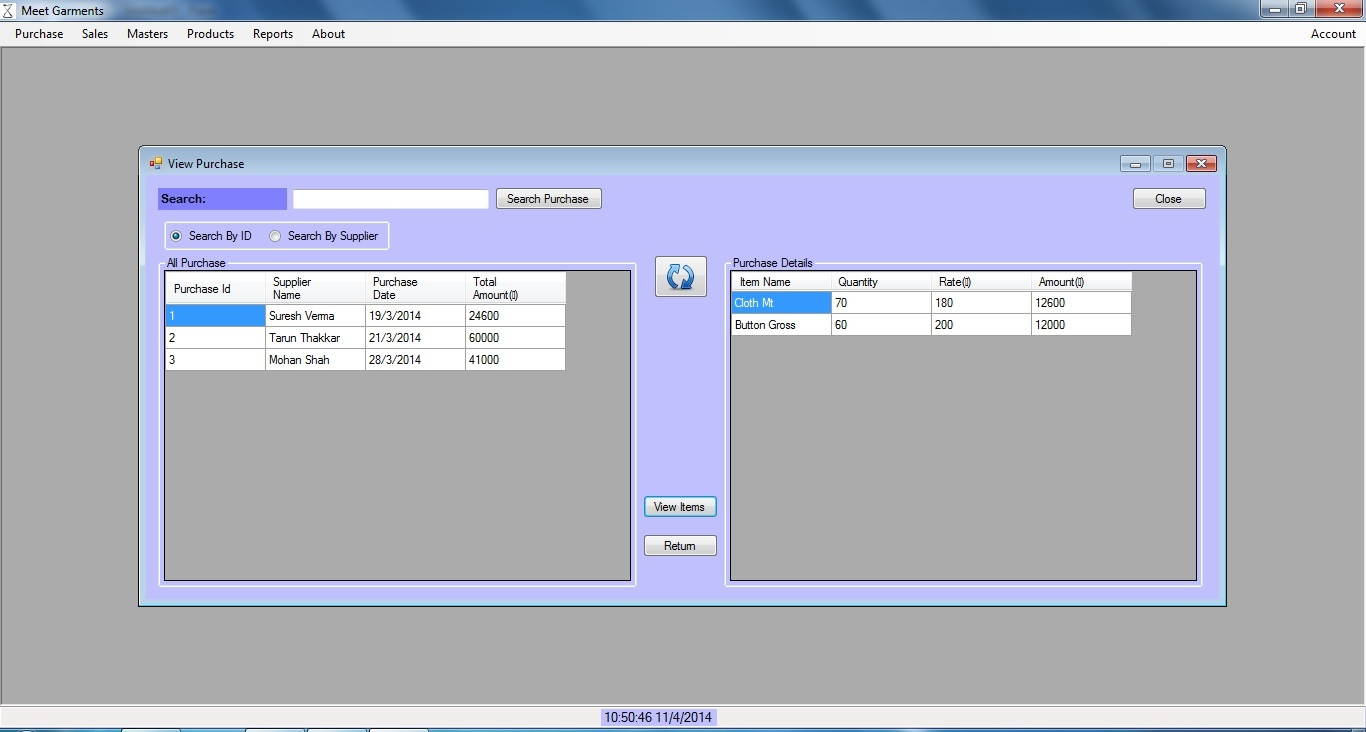 Meet Garments
Purchase Sales Masters Products Reports About Account
View Purchase
Search: Search Purchase Close
Search By ID Search By Supplier
All Purchase
Purchase Id Supplier Name Purchase Date Total Amount(▯)
1 Suresh Verma 19/3/2014 24600
2 Tarun Thakkar 21/3/2014 60000
3 Mohan Shah 28/3/2014 41000
View Items
Return
Purchase Details
Item Name Quantity Rate(▯) Amount(▯)
Cloth Mt 70 180 12600
Button Gross 60 200 12000
10:50:46 11/4/2014